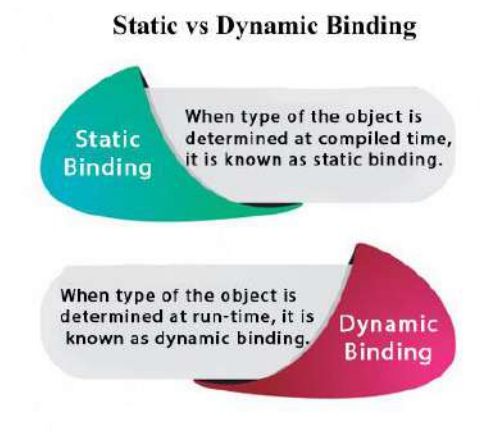 Static vs Dynamic Binding
Static
Binding
When type of the object is
determined at compiled time,
it is known as static binding.
When type of the object is
determined at run-time, it is
known as dynamic binding.
Dynamic
Binding